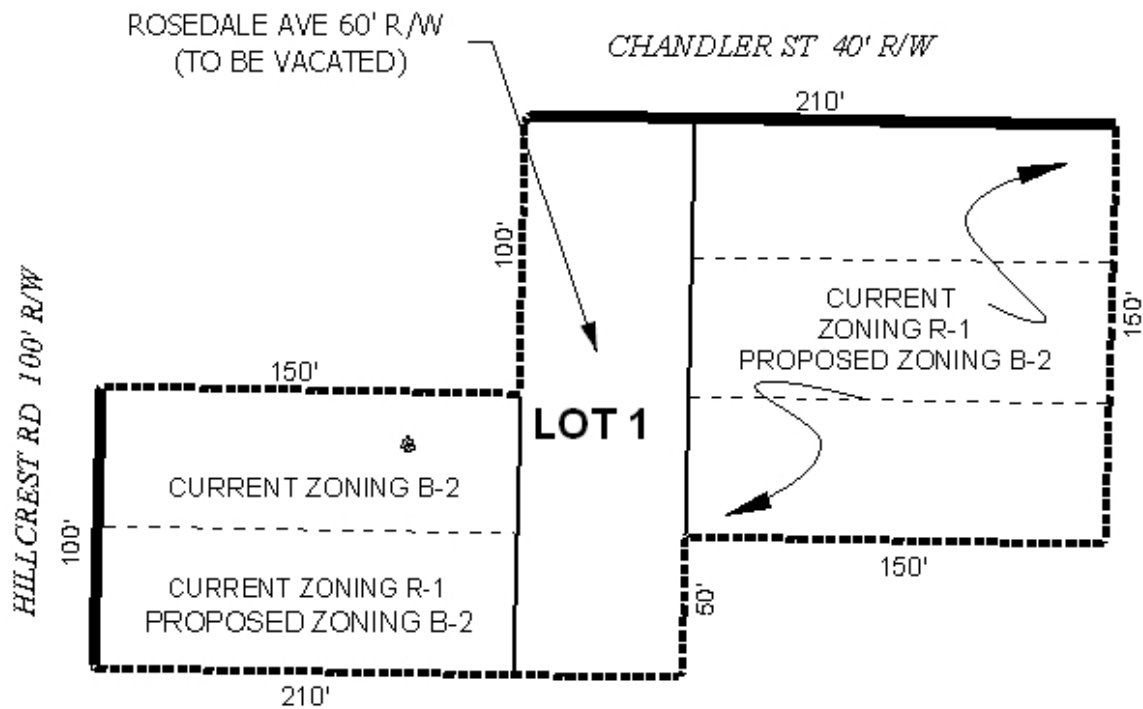 ROSEDALE AVE 60' R/W
(TO BE VACATED)
CHANDLER ST 40' R/W
210'
100'
150'
CURRENT
ZONING R-1
PROPOSED ZONING B-2
150'
HILLCREST RD 100' R/W
LOT 1
CURRENT ZONING B-2
100'
CURRENT ZONING R-1
PROPOSED ZONING B-2
150'
50'
210'